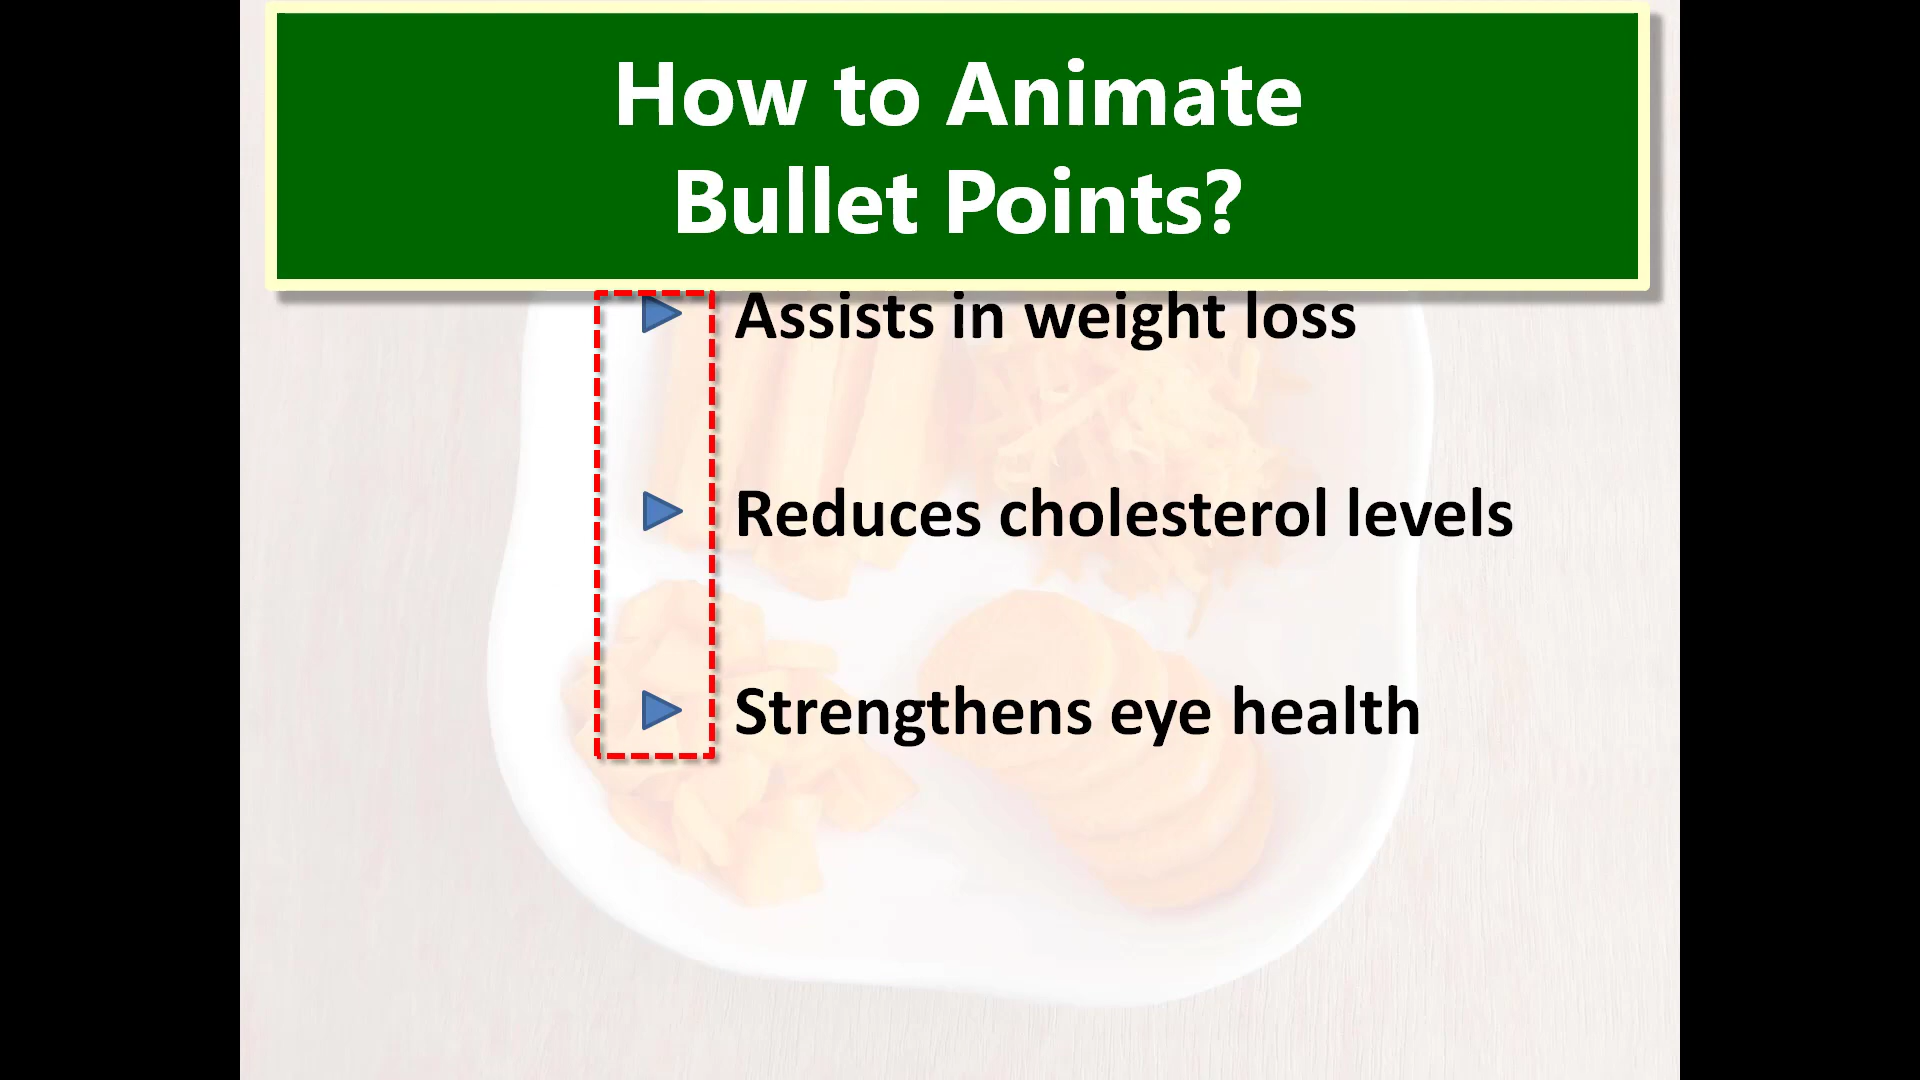 How to Animate
Bullet Points?
Assists in weight loss
Reduces cholesterol levels
Strengthens eye health